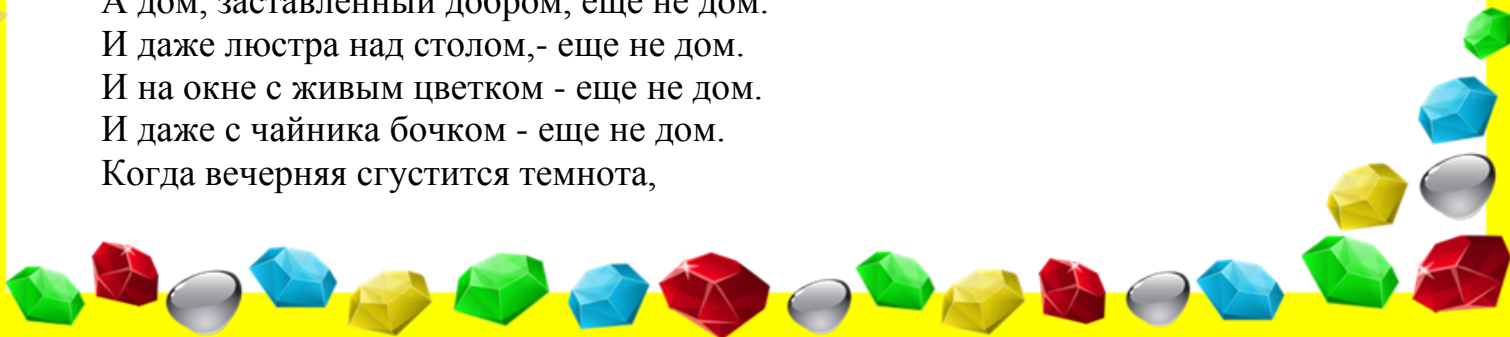 А дом, заставленный добром, еще не дом.
И даже люстра над столом,- еще не дом.
И на окне с живым цветком - еще не дом.
И даже с чайника бочком - еще не дом.
Когда вечерняя сгустится темнота,